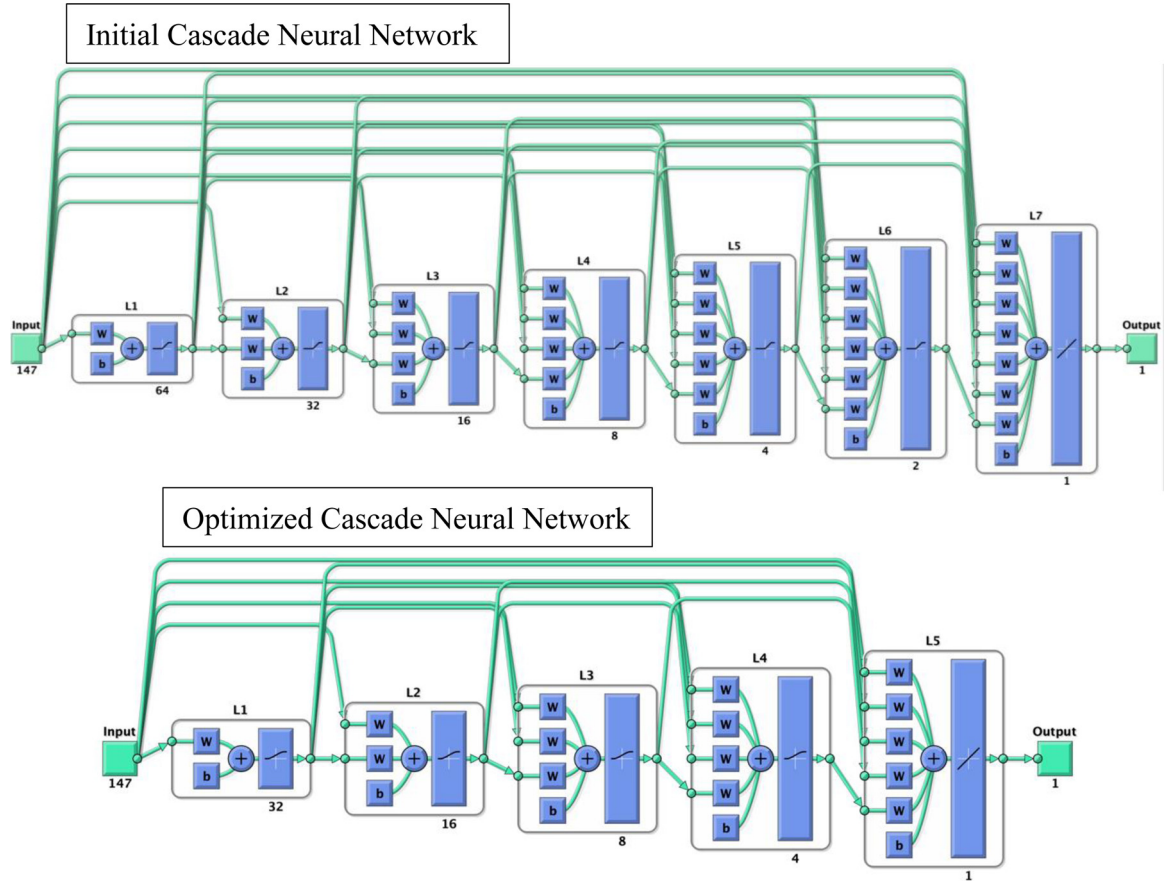 Initial Cascade Neural Network
L7
L6
L5
L4
L3
L2
L1
Input
Output
W W W W W W W
W W W W W W b
W W W W W b
W W W W b
W W W b
W W b
W b
147
64
32
16
8
4
2
1
1
Optimized Cascade Neural Network
L5
L4
L3
L2
L1
Input
Output
W W W W W
W W W W b
W W W b
W W b
W b
b
147
32
16
8
4
1
1